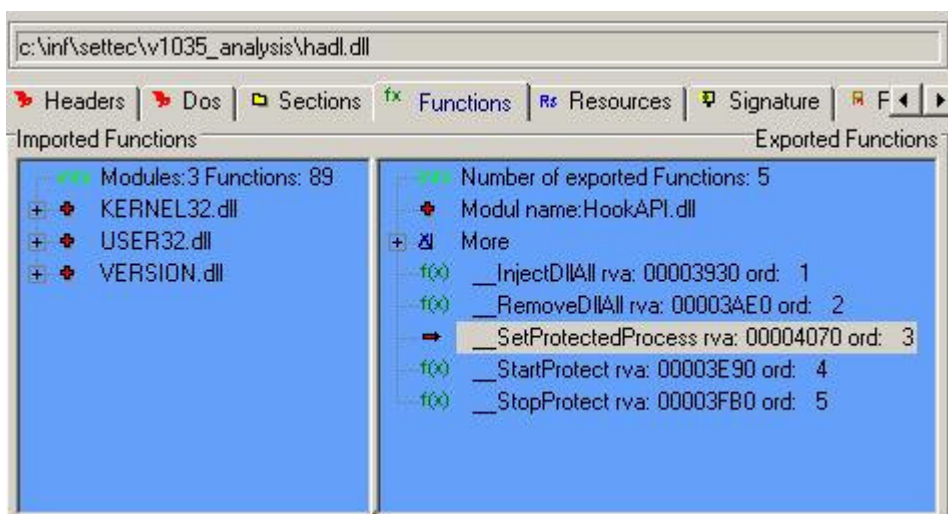 c:\inf\settec\v1035_analysis\hadl.dll
Headers Dos Sections fx Functions Rs Resources Signature F
Imported Functions Exported Functions
Modules:3 Functions: 89
KERNEL32.dll
USER32.dll
VERSION.dll
Number of exported Functions: 5
Modul name:HookAPI.dll
More
f(x) __InjectDllAll rva: 00003930 ord: 1
f(x) __RemoveDllAll rva: 00003AE0 ord: 2
__SetProtectedProcess rva: 00004070 ord: 3
f(x) __StartProtect rva: 00003E90 ord: 4
f(x) __StopProtect rva: 00003FB0 ord: 5